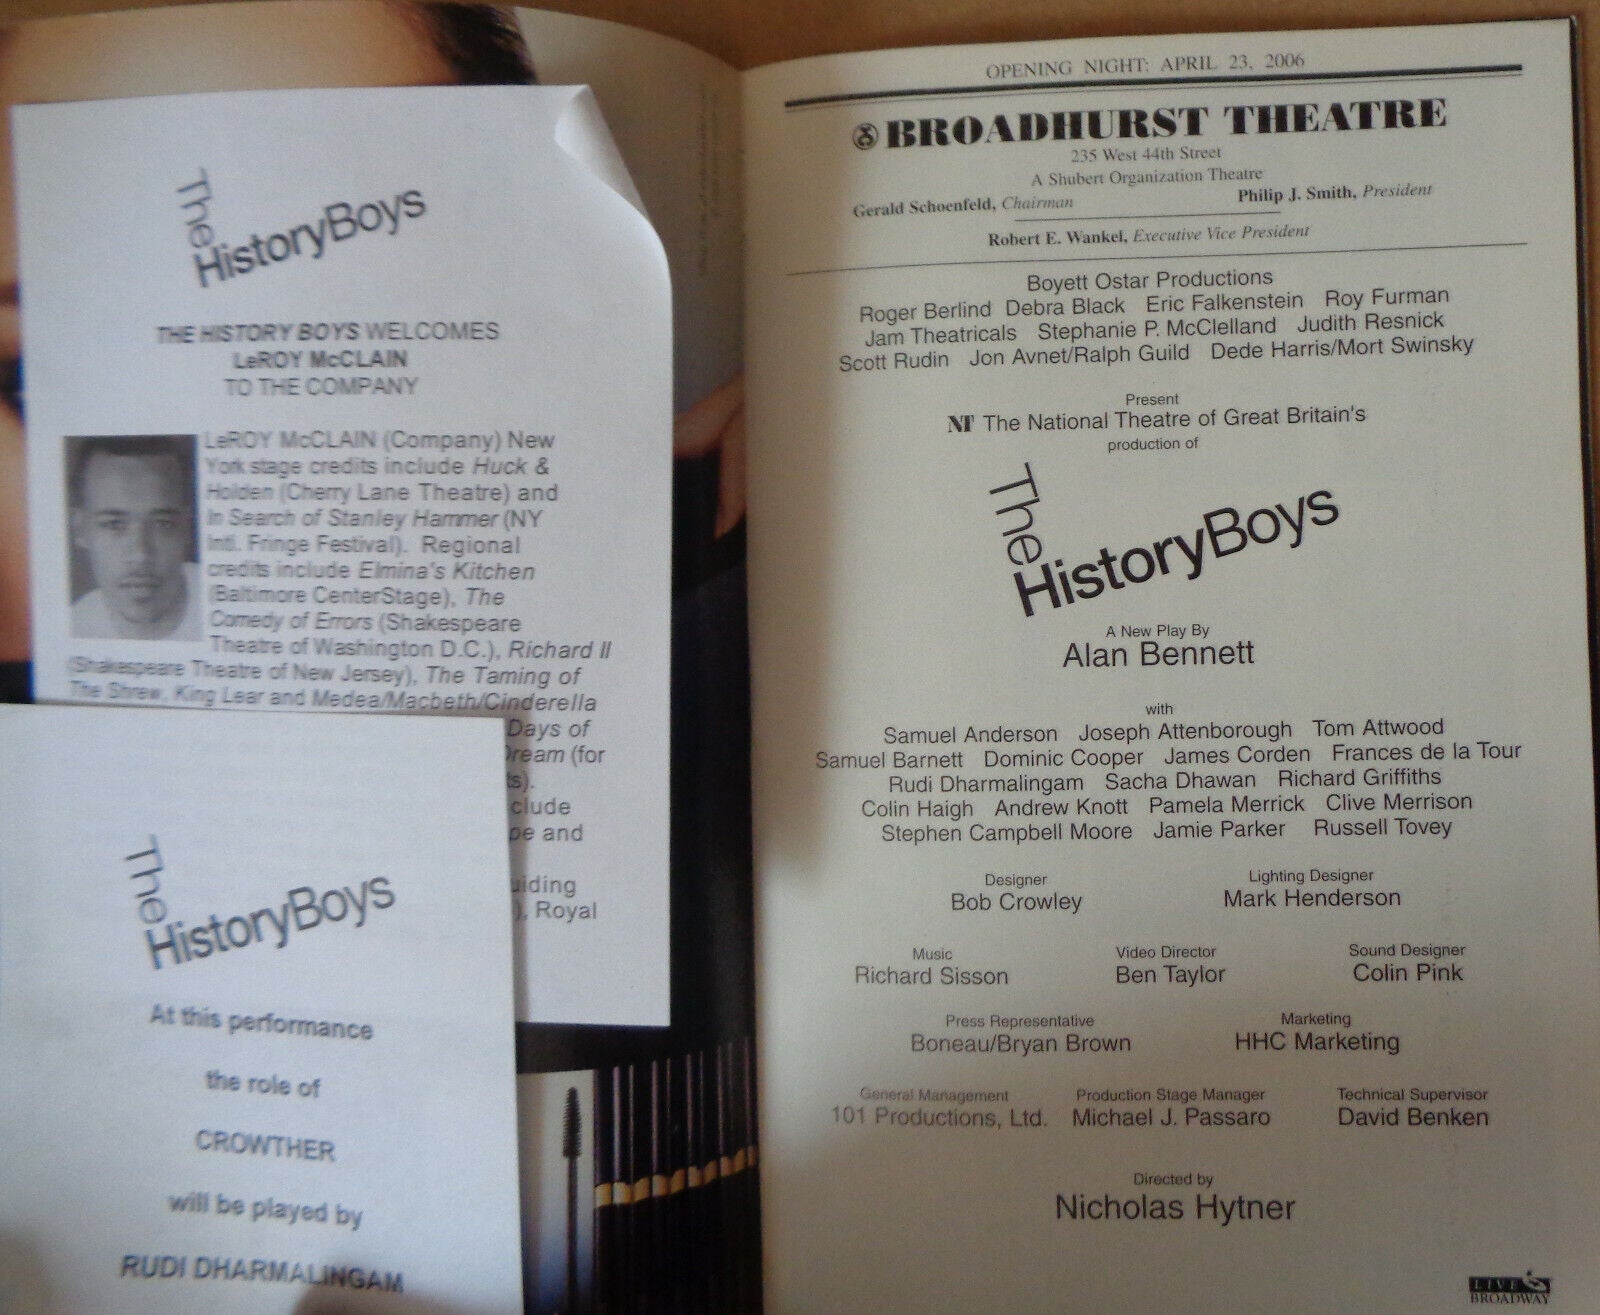 The
HistoryBoys
THE HISTORY BOYS WELCOMES
LeROY McCLAIN
TO THE COMPANY
LeROY McCLAIN (Company) New
York stage credits include Huck &
Holden (Cherry Lane Theatre) and
In Search of Stanley Hammer (NY
Intl. Fringe Festival). Regional
credits include Elmina's Kitchen
(Baltimore CenterStage), The
Comedy of Errors (Shakespeare
Theatre of Washington D.C.), Richard II
(Shakespeare Theatre of New Jersey), The Taming of
The Shrew, King Lear and Medea/Macbeth/Cinderella
Days of
Dream (for
clude
and
Royal
The
HistoryBoys
At this performance
the role of
CROWTHER
will be played by
RUDI DHARMALINGAM
OPENING NIGHT: APRIL 23, 2006
BROADHURST THEATRE
235 West 44th Street
A Shubert Organization Theatre
Gerald Schoenfeld, Chairman Philip J. Smith, President
Robert E. Wankel, Executive Vice President
Boyett Ostar Productions
Roger Berlind Debra Black Eric Falkenstein Roy Furman
Jam Theatricals Stephanie P. McClelland Judith Resnick
Scott Rudin Jon Avnet/Ralph Guild Dede Harris/Mort Swinsky
Present
NT The National Theatre of Great Britain's
production of
The
HistoryBoys
A New Play By
Alan Bennett
with
Samuel Anderson Joseph Attenborough Tom Attwood
Samuel Barnett Dominic Cooper James Corden Frances de la Tour
Rudi Dharmalingam Sacha Dhawan Richard Griffiths
Colin Haigh Andrew Knott Pamela Merrick Clive Merrison
Stephen Campbell Moore Jamie Parker Russell Tovey
Designer Lighting Designer
Bob Crowley Mark Henderson
Music Video Director Sound Designer
Richard Sisson Ben Taylor Colin Pink
Press Representative Marketing
Boneau/Bryan Brown HHC Marketing
General Management Production Stage Manager Technical Supervisor
101 Productions, Ltd. Michael J. Passaro David Benken
Directed by
Nicholas Hytner
LIVE
BROADWAY